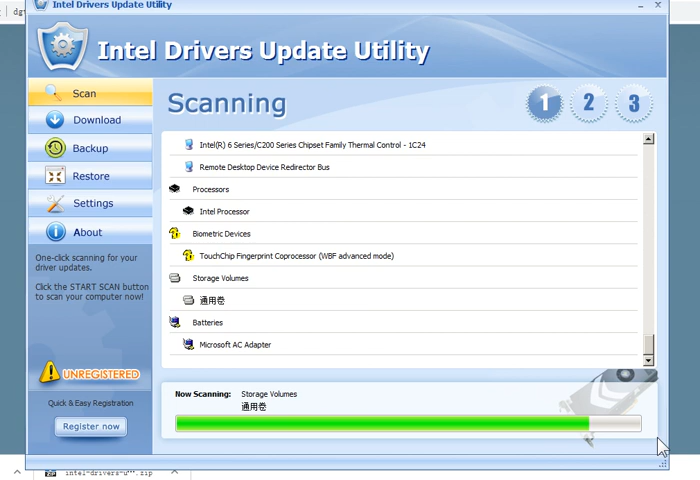 dg
Intel Drivers Update Utility
Intel Drivers Update Utility
Scan
Download
Backup
Restore
Settings
About
One-click scanning for your
driver updates.
Click the START SCAN button
to scan your computer now!
UNREGISTERED
Quick & Easy Registration
Register now
Scanning
1
2
3
Intel(R) 6 Series/C200 Series Chipset Family Thermal Control - 1C24
Remote Desktop Device Redirector Bus
Processors
Intel Processor
Biometric Devices
TouchChip Fingerprint Coprocessor (WBF advanced mode)
Storage Volumes
通用卷
Batteries
Microsoft AC Adapter
Now Scanning: Storage Volumes
通用卷
intel-drivers-u....zip